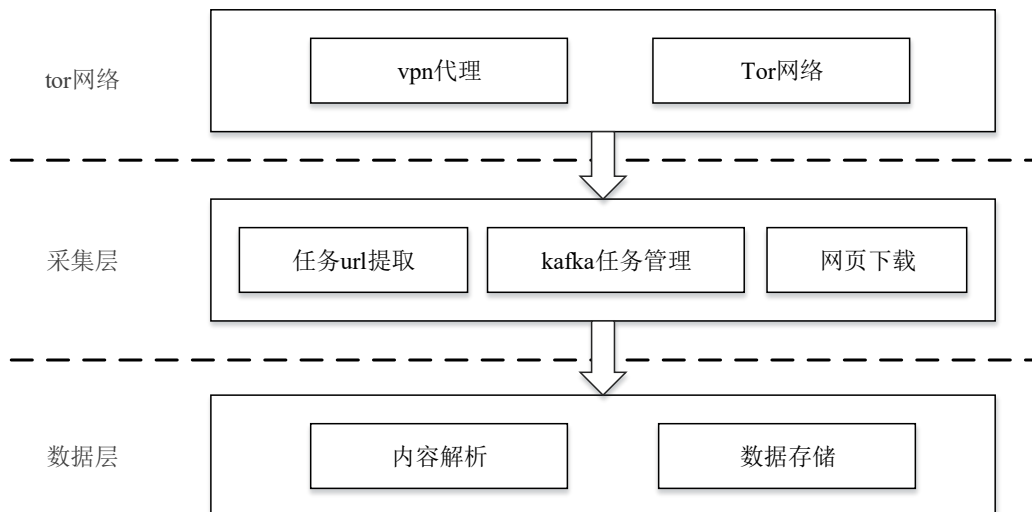 tor网络
vpn代理
Tor网络
采集层
任务url提取
kafka任务管理
网页下载
数据层
内容解析
数据存储